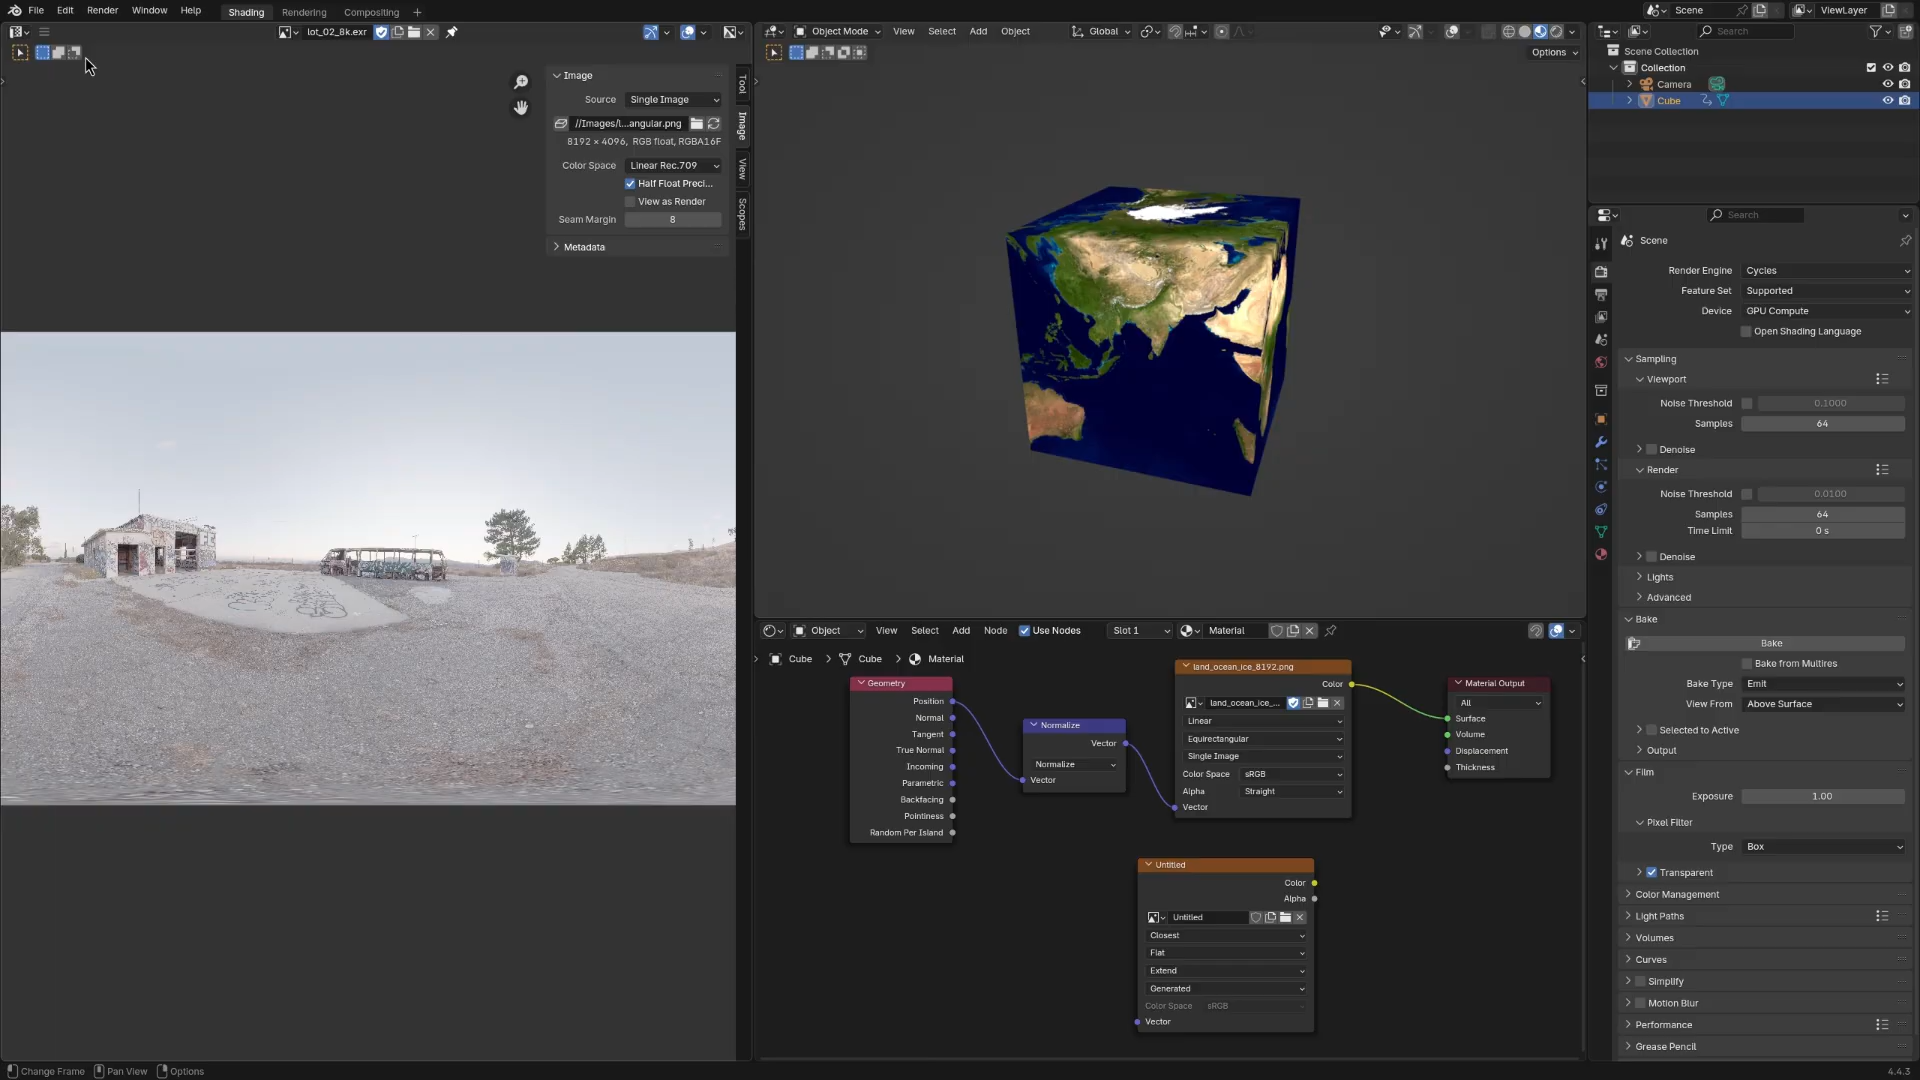 File Edit Render Window Help Shading Rendering Compositing + Scene ViewLayer
lot_02_8k.exr
Image
Source Single Image
//Images/l...angular.png
8192 × 4096, RGB float, RGBA16F
Color Space Linear Rec.709
Half Float Preci...
View as Render
Seam Margin 8
Metadata
Tool
Image
View
Scopes
Object Mode View Select Add Object Global
Options
Object View Select Add Node Use Nodes Slot 1 Material
Cube > Cube > Material
Geometry
Position
Normal
Tangent
True Normal
Incoming
Parametric
Backfacing
Pointiness
Random Per Island
Normalize
Vector
Normalize
Vector
land_ocean_ice_8192.png
Color
land_ocean_ice_...
Linear
Equirectangular
Single Image
Color Space sRGB
Alpha Straight
Vector
Material Output
All
Surface
Volume
Displacement
Thickness
Untitled
Color
Alpha
Untitled
Closest
Flat
Extend
Generated
Color Space sRGB
Vector
Search
Scene Collection
Collection
Camera
Cube
Search
Scene
Render Engine Cycles
Feature Set Supported
Device GPU Compute
Open Shading Language
Sampling
Viewport
Noise Threshold 0.1000
Samples 64
Denoise
Render
Noise Threshold 0.0100
Samples 64
Time Limit 0 s
Denoise
Lights
Advanced
Bake
Bake
Bake from Multires
Bake Type Emit
View From Above Surface
Selected to Active
Output
Film
Exposure 1.00
Pixel Filter
Type Box
Transparent
Color Management
Light Paths
Volumes
Curves
Simplify
Motion Blur
Performance
Grease Pencil
Change Frame Pan View Options 4.4.3